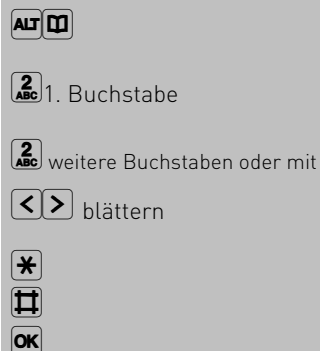 ALT
2 ABC 1. Buchstabe
2 ABC weitere Buchstaben oder mit
< > blättern
*
#
OK